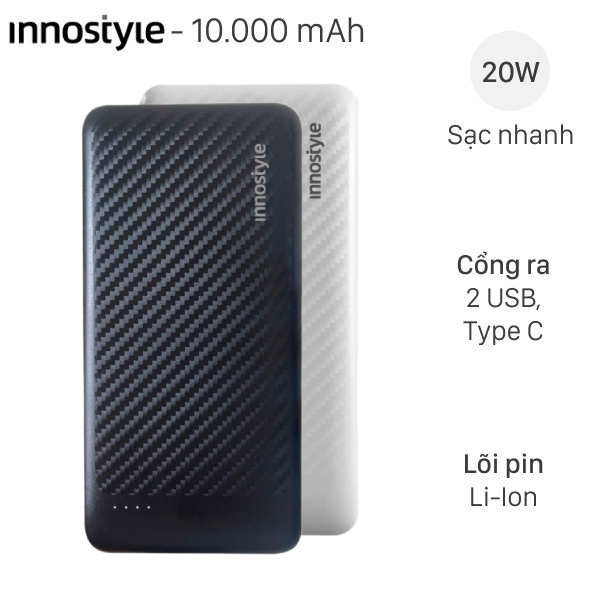 innostyle - 10.000 mAh
20W
Sạc nhanh
innostyle
innostyle
Cổng ra
2 USB,
Type C
Lõi pin
Li-Ion